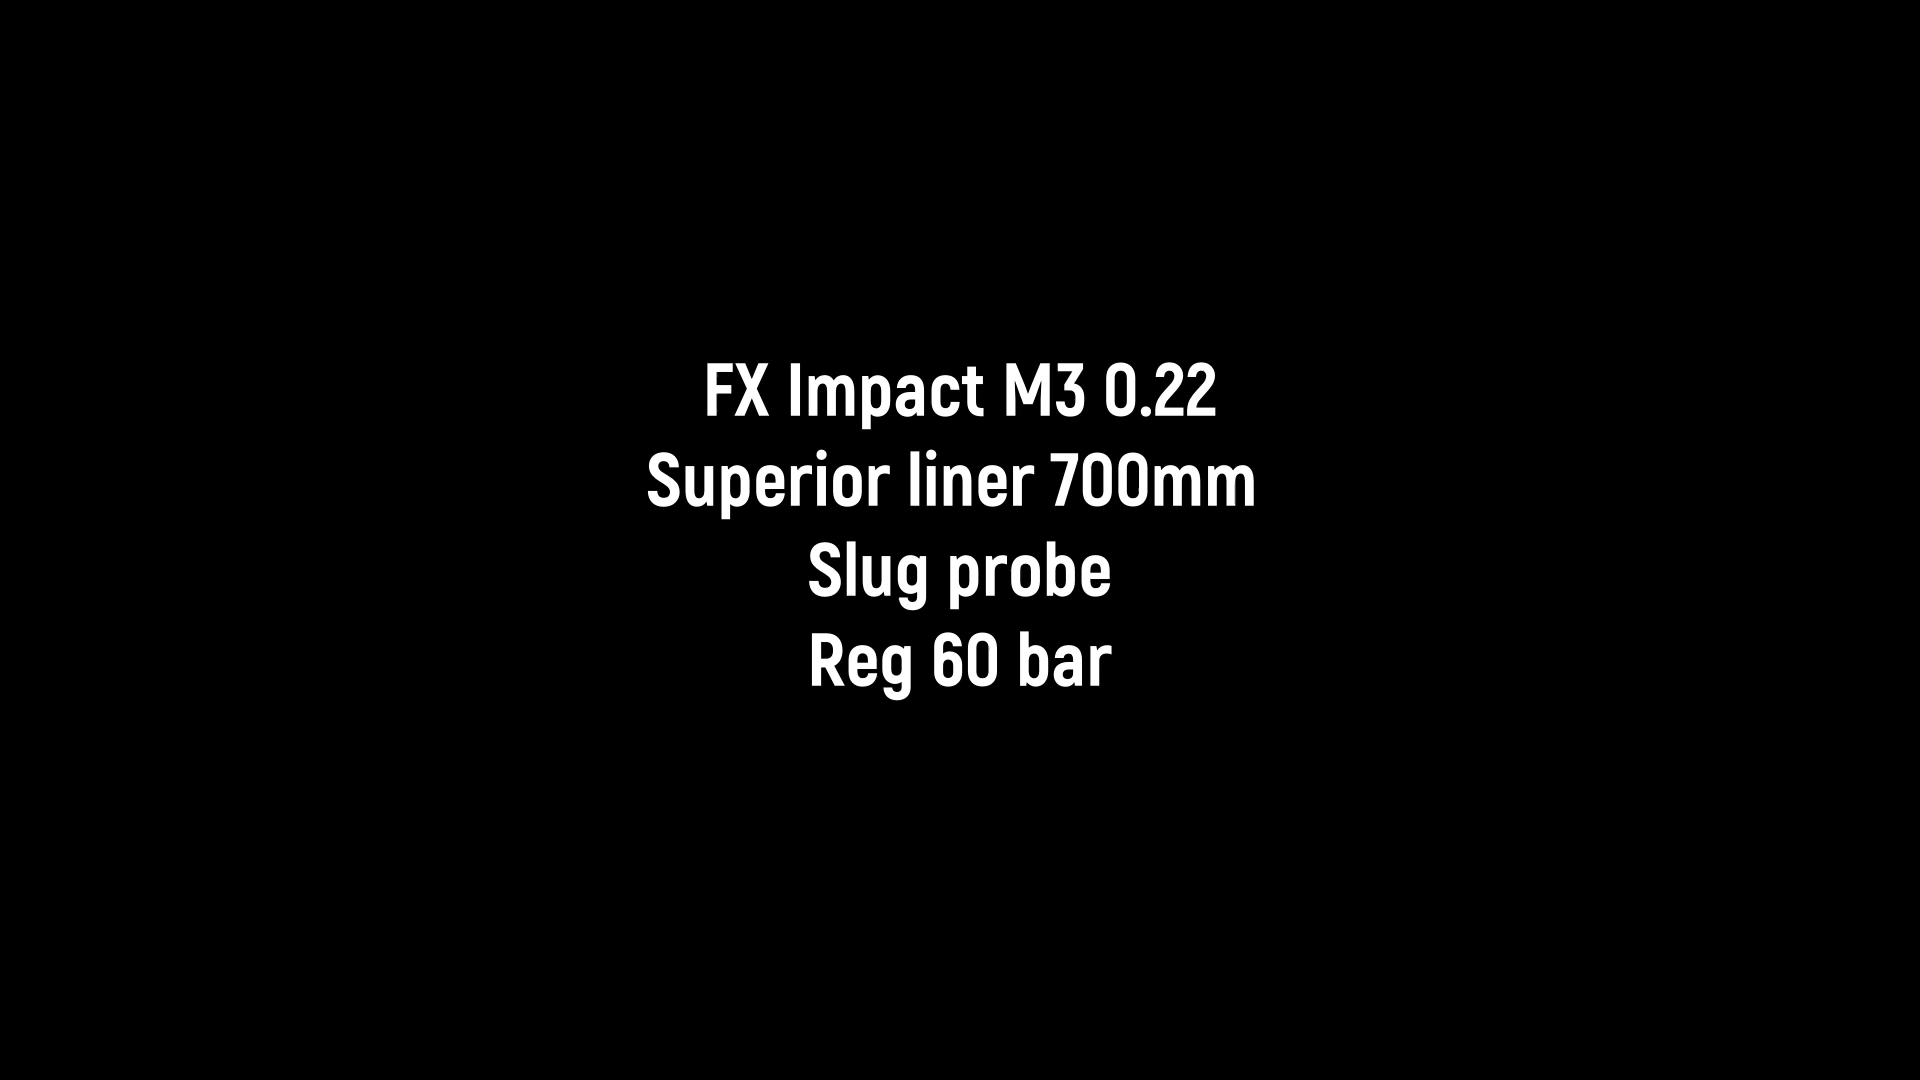 FX Impact M3 0.22
Superior liner 700mm
Slug probe
Reg 60 bar